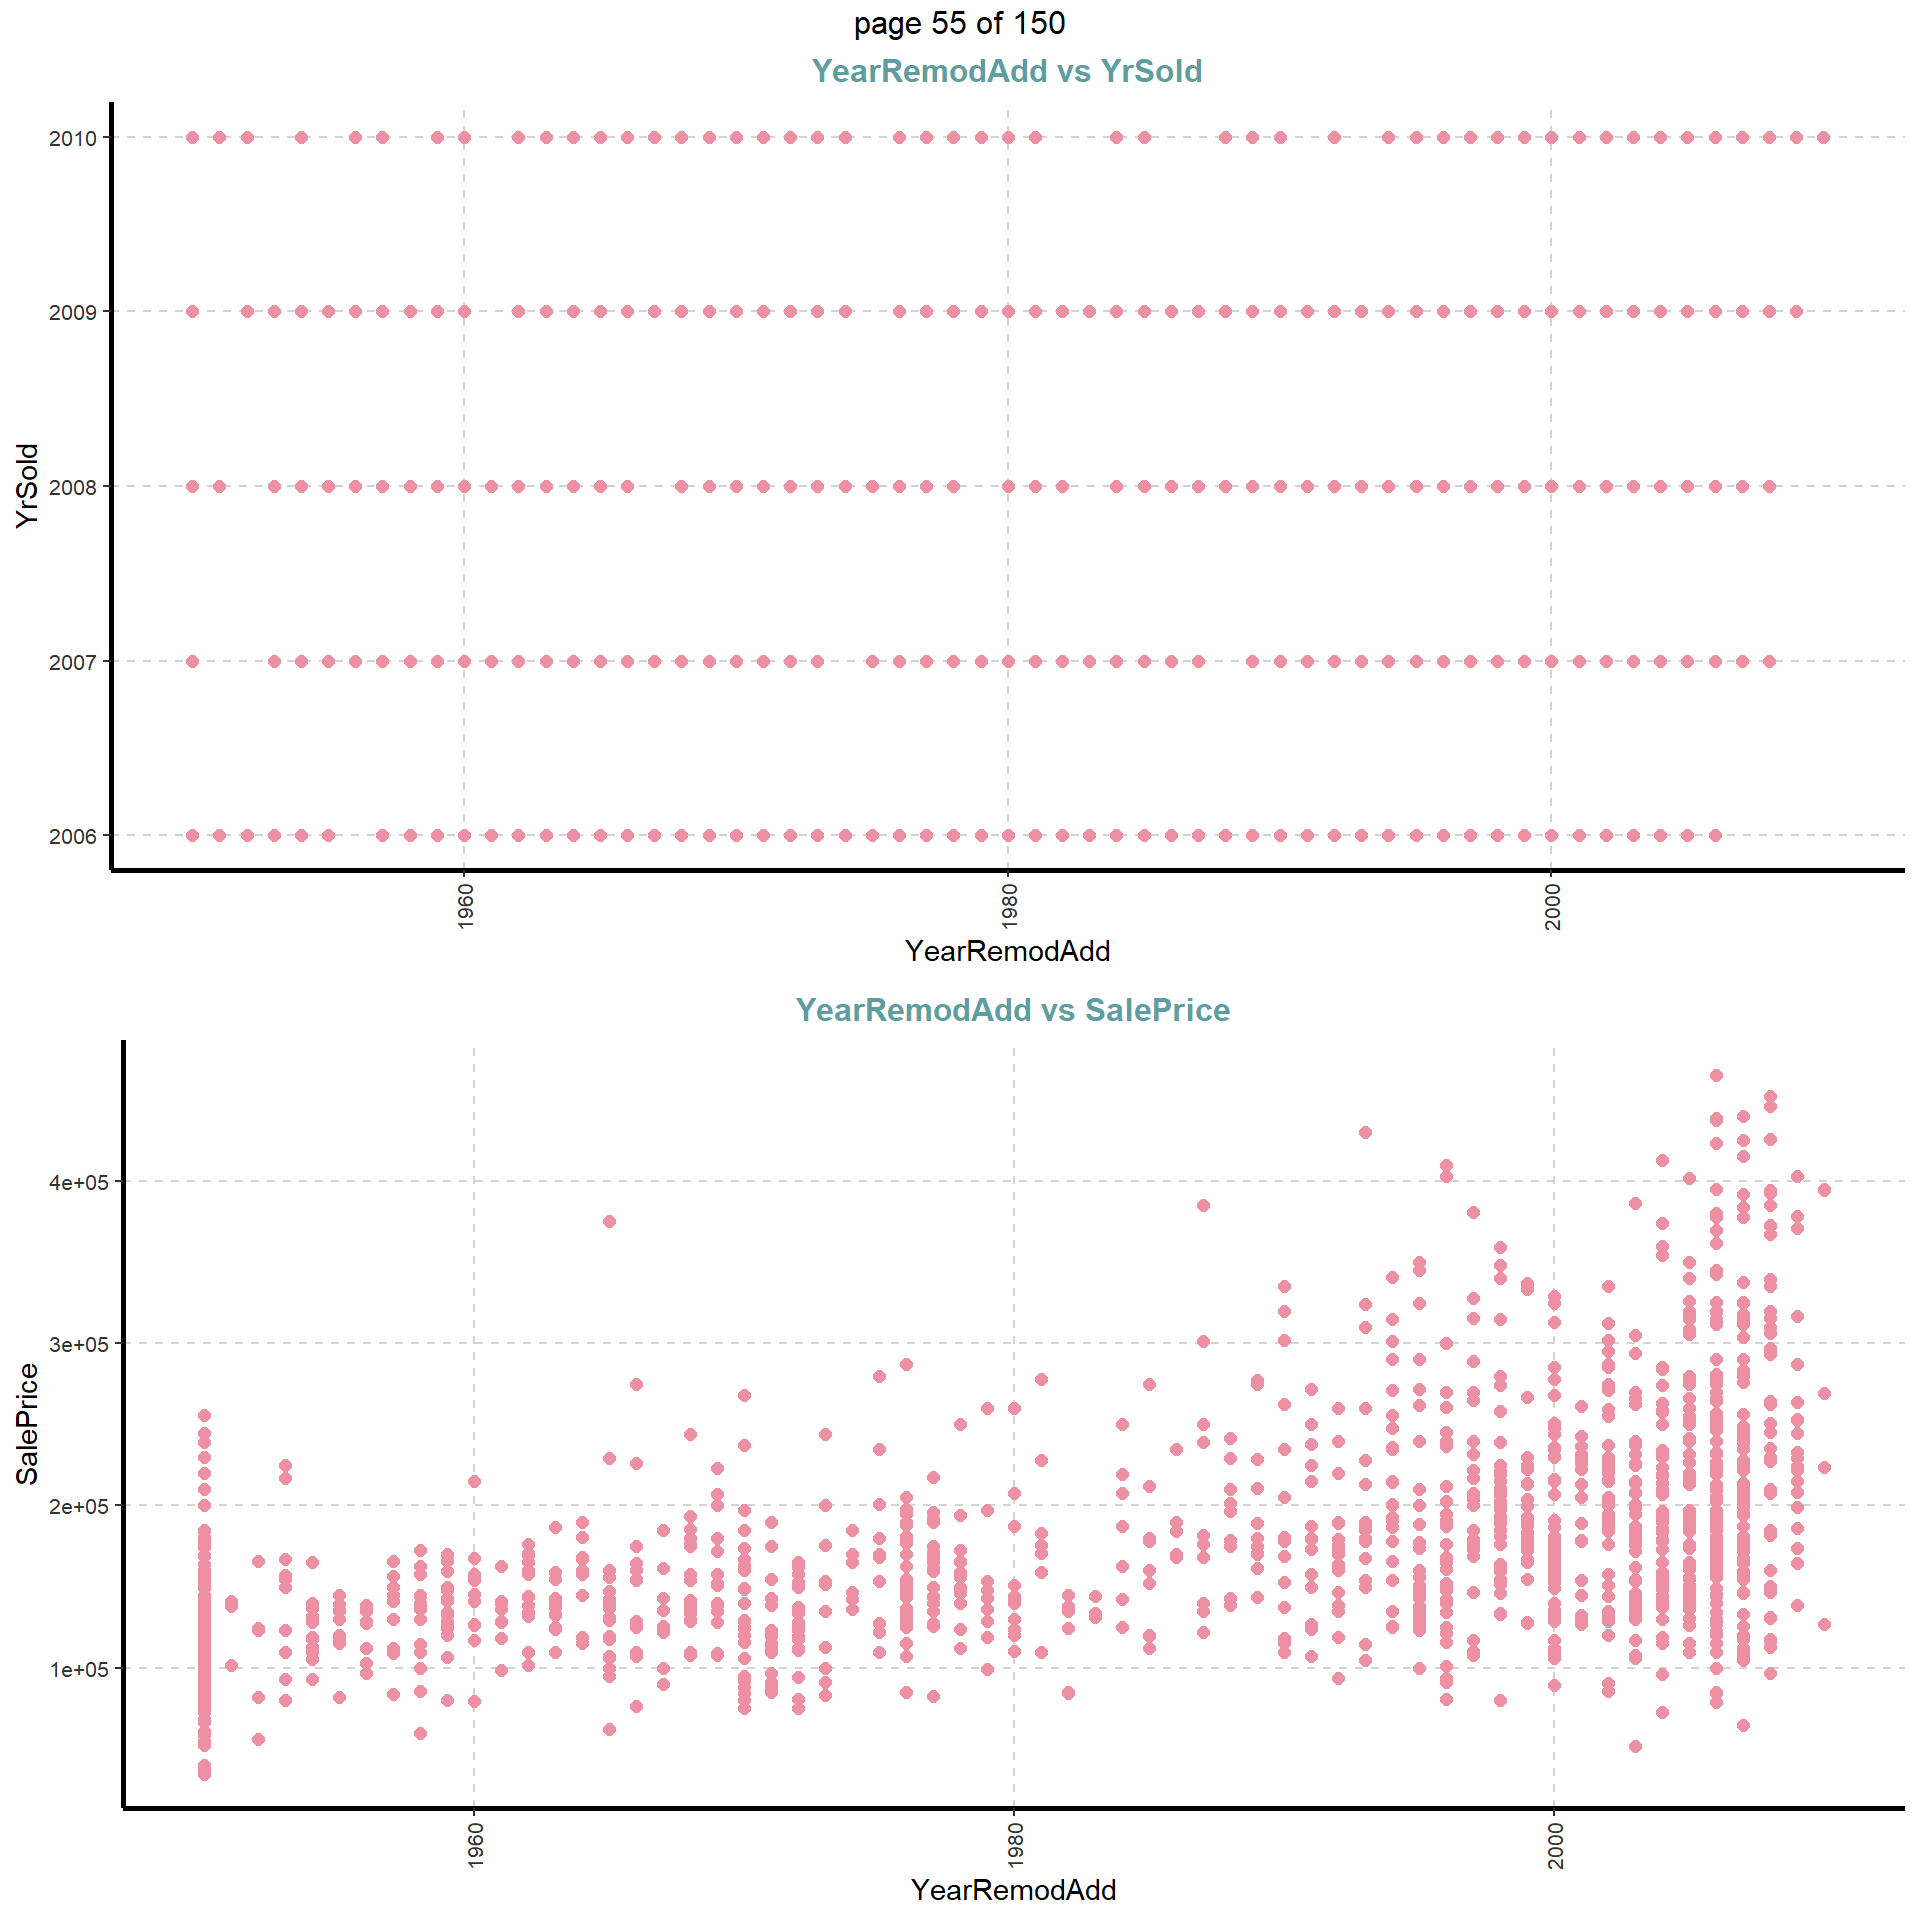 page 55 of 150
YearRemodAdd vs YrSold
2010
2009
2008
2007
2006
YrSold
1960
1980
2000
YearRemodAdd
YearRemodAdd vs SalePrice
4e+05
3e+05
2e+05
1e+05
SalePrice
1960
1980
2000
YearRemodAdd